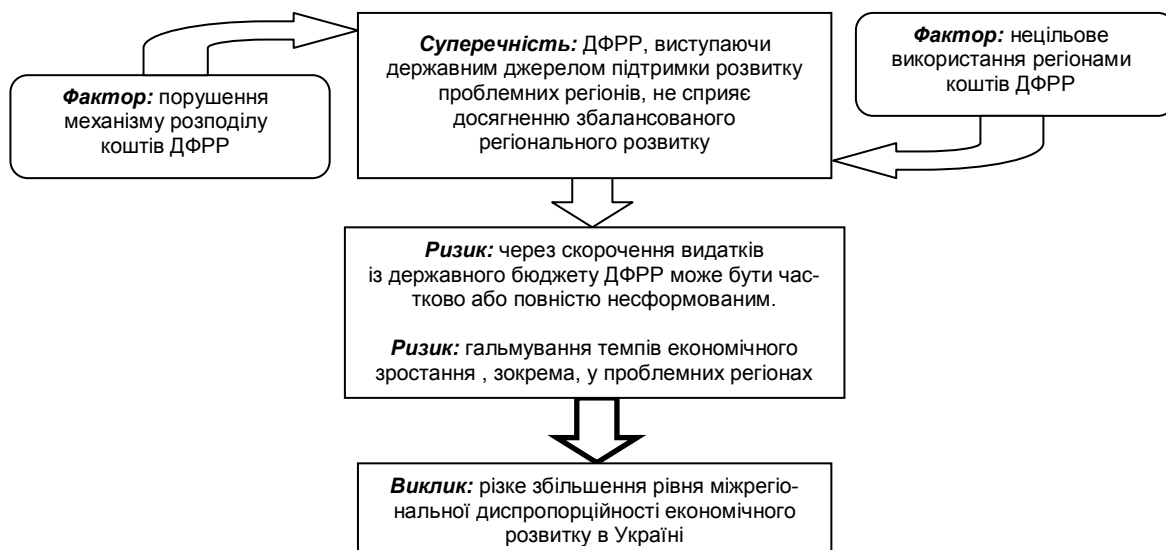 Фактор: порушення
механізму розподілу
коштів ДФРР
Суперечність: ДФРР, виступаючи
державним джерелом підтримки розвитку
проблемних регіонів, не сприяє
досягненню збалансованого
регіонального розвитку
Фактор: нецільове
використання регіонами
коштів ДФРР
Ризик: через скорочення видатків
із державного бюджету ДФРР може бути час-
тково або повністю несформованим.
Ризик: гальмування темпів економічного
зростання , зокрема, у проблемних регіонах
Виклик: різке збільшення рівня міжрегіо-
нальної диспропорційності економічного
розвитку в Україні